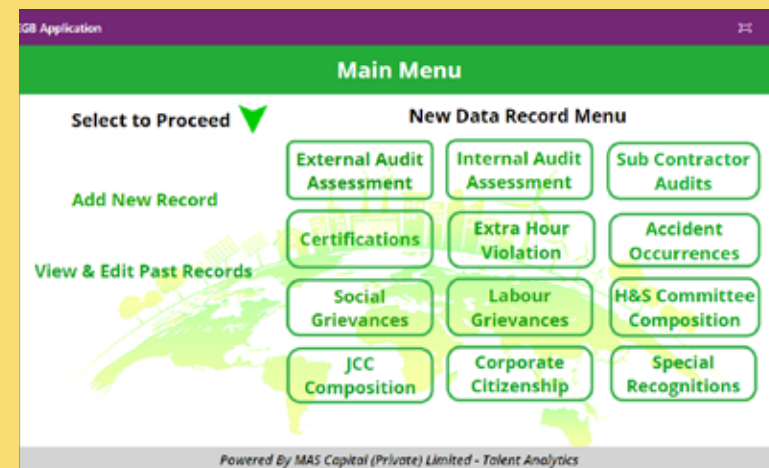 EGB Application
Main Menu
Select to Proceed
Add New Record
View & Edit Past Records
New Data Record Menu
External Audit
Assessment
Internal Audit
Assessment
Sub Contractor
Audits
Certifications
Extra Hour
Violation
Accident
Occurrences
Social
Grievances
Labour
Grievances
H&S Committee
Composition
JCC
Composition
Corporate
Citizenship
Special
Recognitions
Powered By MAS Capital (Private) Limited - Talent Analytics